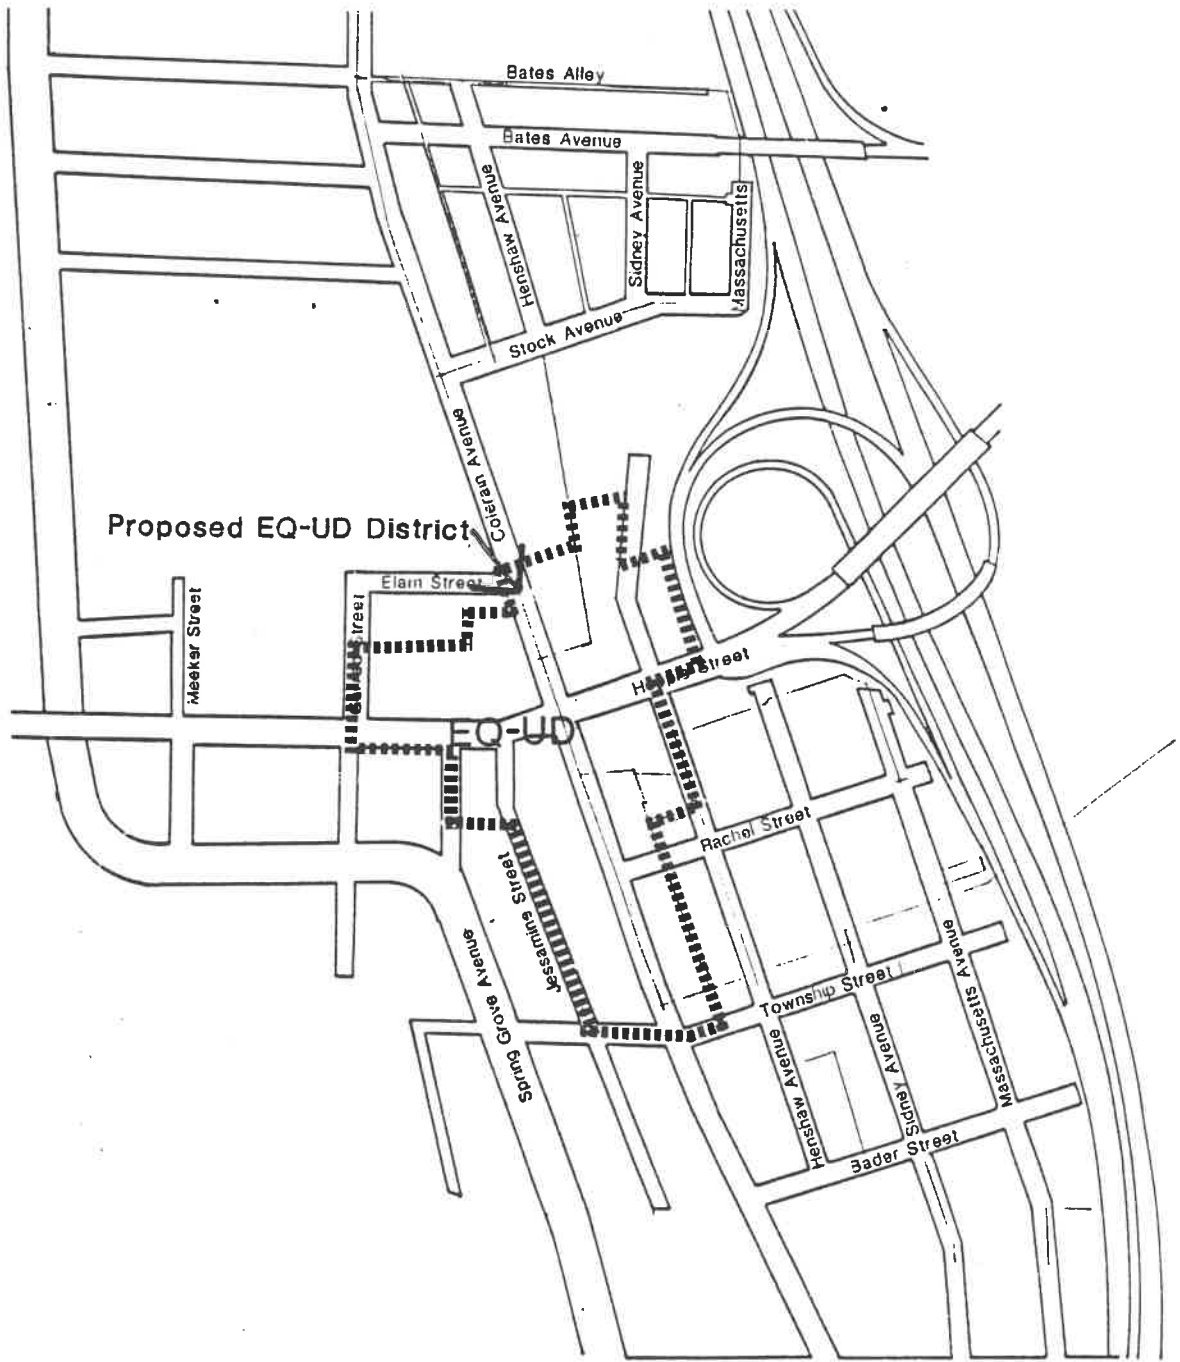 Bates Alley
Bates Avenue
Henshaw Avenue
Sidney Avenue
Massachusetts
Stock Avenue
Colerain Avenue
Proposed EQ-UD District
Elam Street
Meeker Street
Street
Street
EQ-UD
Rachel Street
Jessamine Street
Spring Grove Avenue
Township Street
Massachusetts Avenue
Henshaw Avenue
Sidney Avenue
Bader Street